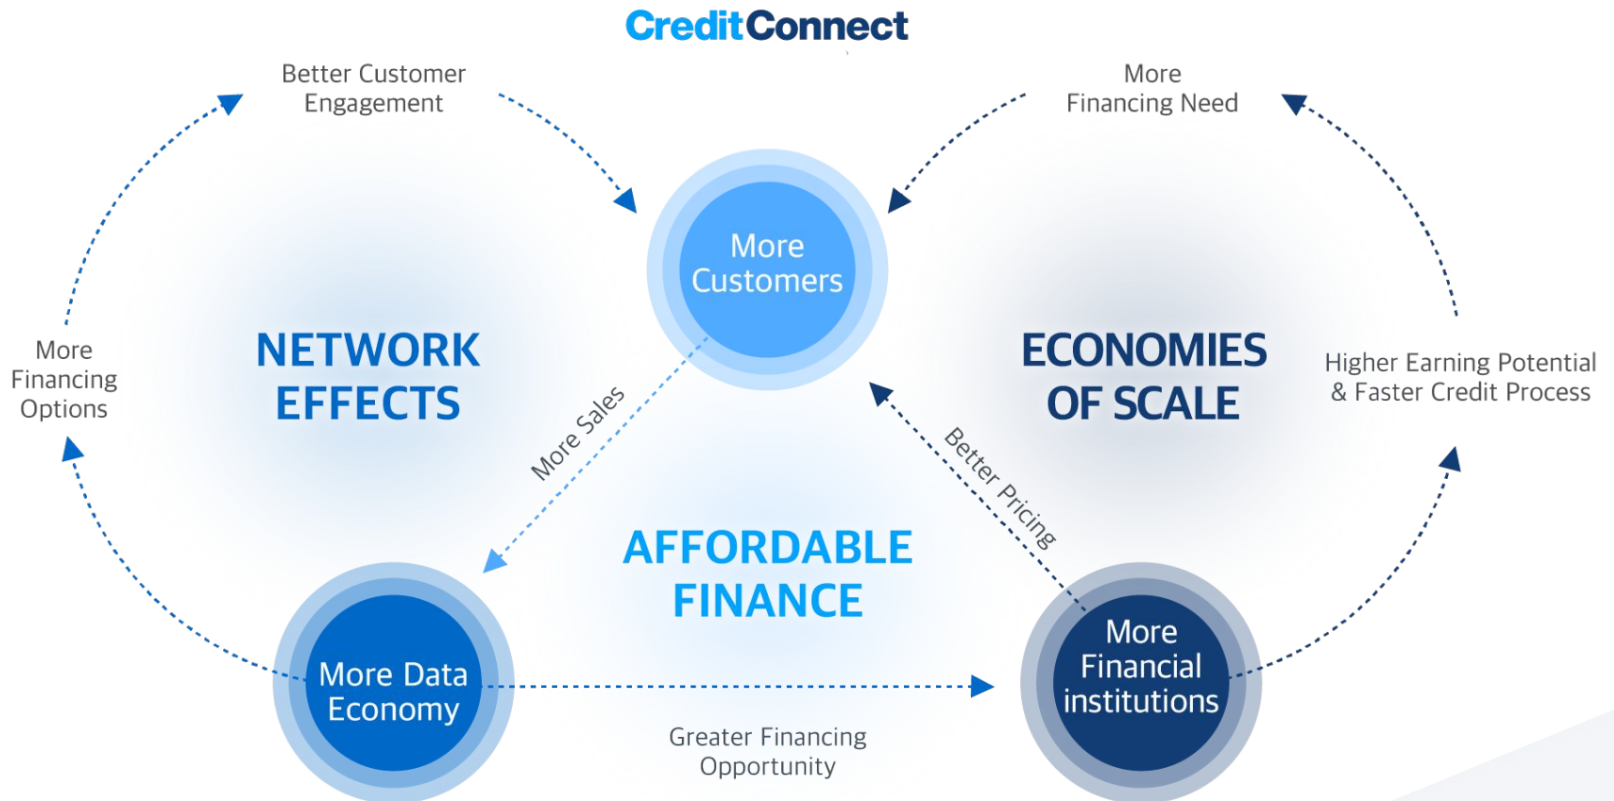 CreditConnect
Better Customer
Engagement
More
Financing Need
More
Customers
NETWORK
EFFECTS
ECONOMIES
OF SCALE
More
Financing
Options
Higher Earning Potential
& Faster Credit Process
More Sales
Better Pricing
AFFORDABLE
FINANCE
More Data
Economy
More
Financial
institutions
Greater Financing
Opportunity